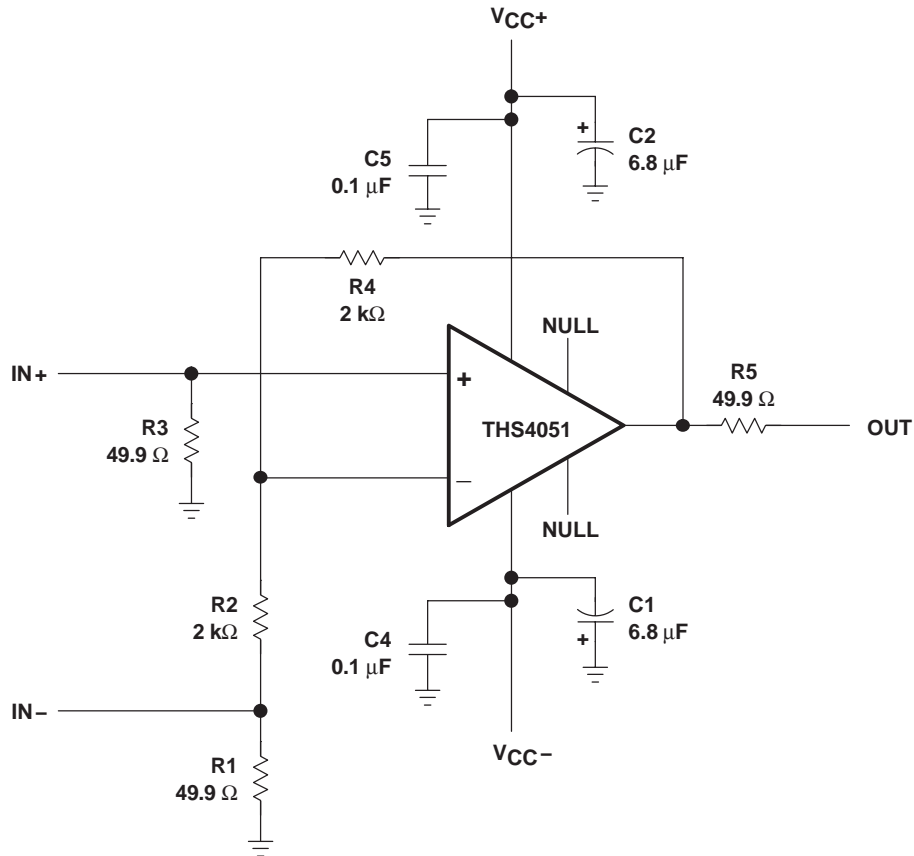 VCC+
C5
0.1 μF
C2
6.8 μF
+
R4
2 kΩ
NULL
IN+
R3
49.9 Ω
+
THS4051
−
R5
49.9 Ω
OUT
NULL
R2
2 kΩ
C4
0.1 μF
C1
6.8 μF
+
IN−
VCC−
R1
49.9 Ω